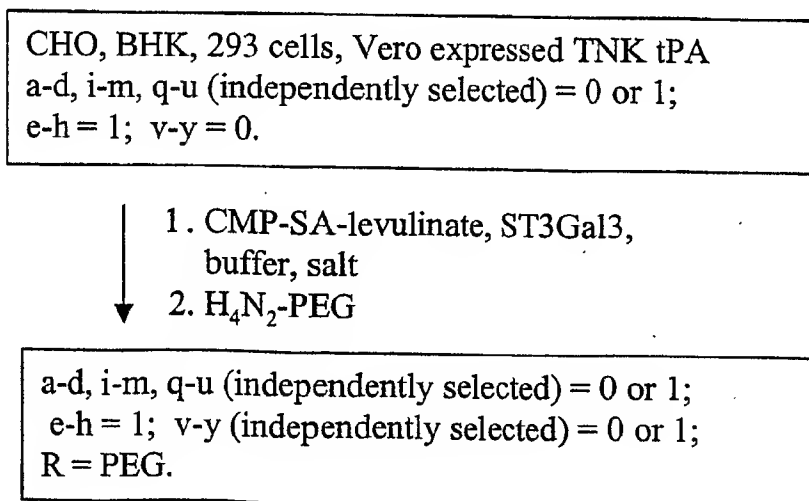 CHO, BHK, 293 cells, Vero expressed TNK tPA
a-d, i-m, q-u (independently selected) = 0 or 1;
e-h = 1; v-y = 0.
1. CMP-SA-levulinate, ST3Gal3,
buffer, salt
2. H₄N₂-PEG
a-d, i-m, q-u (independently selected) = 0 or 1;
e-h = 1; v-y (independently selected) = 0 or 1;
R = PEG.